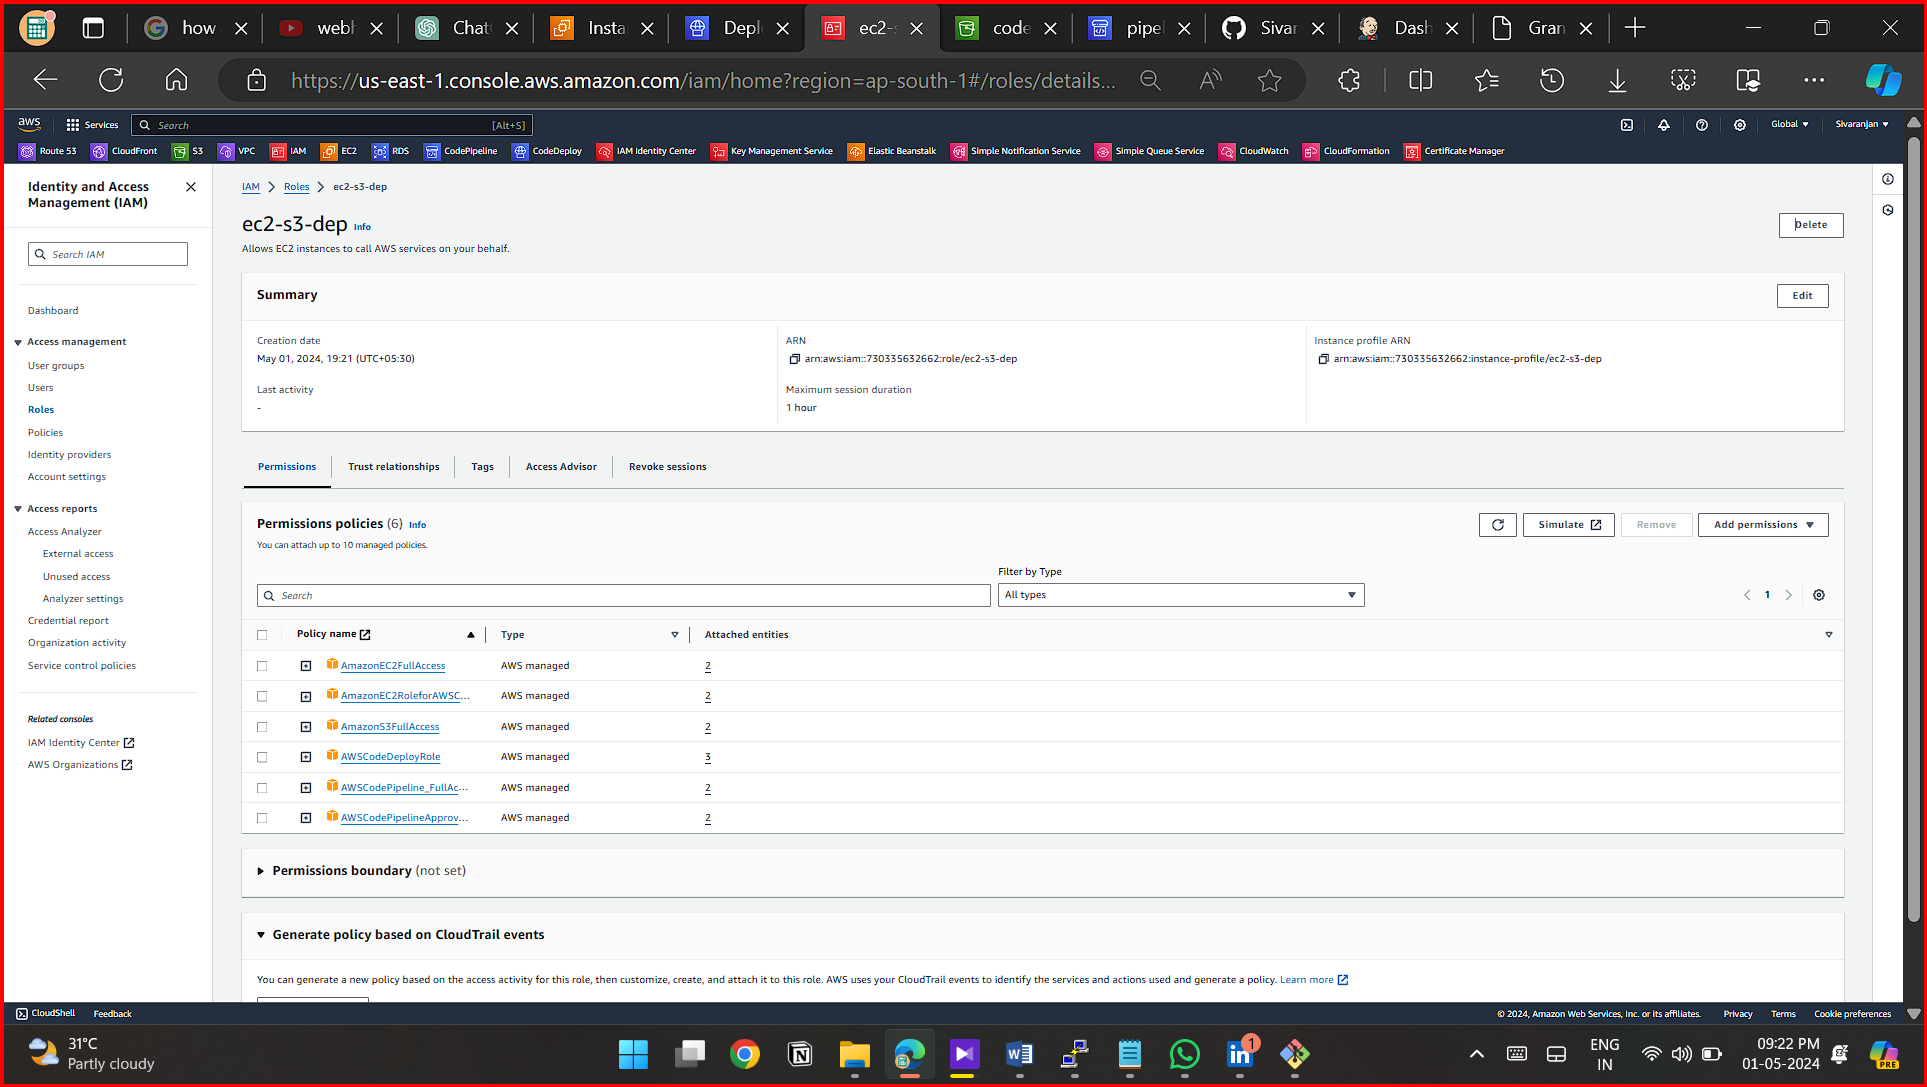 how
webh
Chat
Insta
Depl
ec2-s
code
pipel
Sivar
Dash
Gran
https://us-east-1.console.aws.amazon.com/iam/home?region=ap-south-1#/roles/details...
aws
Services
Search
[Alt+S]
Global
Sivaranjan
Route 53
CloudFront
S3
VPC
IAM
EC2
RDS
CodePipeline
CodeDeploy
IAM Identity Center
Key Management Service
Elastic Beanstalk
Simple Notification Service
Simple Queue Service
CloudWatch
CloudFormation
Certificate Manager
Identity and Access
Management (IAM)
Search IAM
Dashboard
Access management
User groups
Users
Roles
Policies
Identity providers
Account settings
Access reports
Access Analyzer
External access
Unused access
Analyzer settings
Credential report
Organization activity
Service control policies
Related consoles
IAM Identity Center
AWS Organizations
IAM > Roles > ec2-s3-dep
ec2-s3-dep Info
Delete
Allows EC2 instances to call AWS services on your behalf.
Summary
Edit
Creation date
May 01, 2024, 19:21 (UTC+05:30)
Last activity
-
ARN
arn:aws:iam::730335632662:role/ec2-s3-dep
Maximum session duration
1 hour
Instance profile ARN
arn:aws:iam::730335632662:instance-profile/ec2-s3-dep
Permissions
Trust relationships
Tags
Access Advisor
Revoke sessions
Permissions policies (6) Info
You can attach up to 10 managed policies.
Simulate
Remove
Add permissions
Filter by Type
Search
All types
1
Policy name
Type
Attached entities
AmazonEC2FullAccess AWS managed 2
AmazonEC2RoleforAWSC... AWS managed 2
AmazonS3FullAccess AWS managed 2
AWSCodeDeployRole AWS managed 3
AWSCodePipeline_FullAc... AWS managed 2
AWSCodePipelineApprov... AWS managed 2
Permissions boundary (not set)
Generate policy based on CloudTrail events
You can generate a new policy based on the access activity for this role, then customize, create, and attach it to this role. AWS uses your CloudTrail events to identify the services and actions used and generate a policy. Learn more
CloudShell
Feedback
© 2024, Amazon Web Services, Inc. or its affiliates.
Privacy
Terms
Cookie preferences
31°C
Partly cloudy
1
ENG
IN
09:22 PM
01-05-2024
PRE